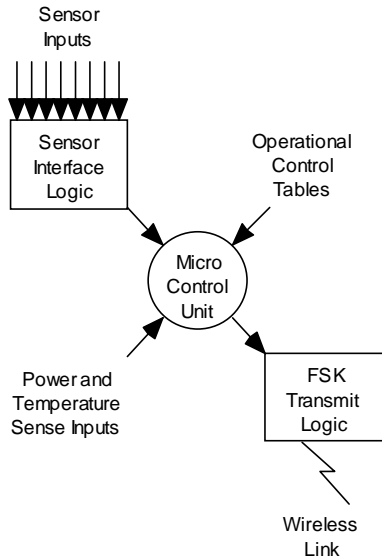 Sensor
Inputs
Sensor
Interface
Logic
Operational
Control
Tables
Micro
Control
Unit
Power and
Temperature
Sense Inputs
FSK
Transmit
Logic
Wireless
Link